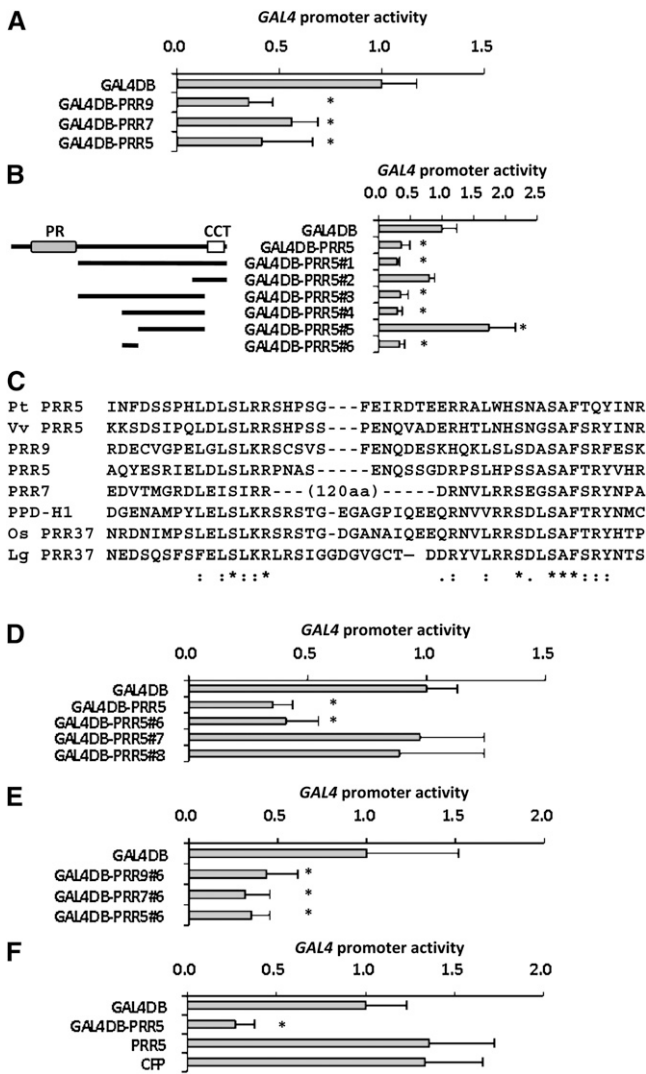 A
GAL4 promoter activity
0.0 0.5 1.0 1.5
GAL4DB
GAL4DB-PRR9 *
GAL4DB-PRR7 *
GAL4DB-PRR5 *
B
GAL4 promoter activity
0.0 0.5 1.0 1.5 2.0 2.5
PR CCT
GAL4DB
GAL4DB-PRR5 *
GAL4DB-PRR5#1 *
GAL4DB-PRR5#2
GAL4DB-PRR5#3 *
GAL4DB-PRR5#4 *
GAL4DB-PRR5#5 *
GAL4DB-PRR5#6 *
C
Pt PRR5 INFDSSPHLDLSLRRSHPSG---FEIRDTEERRALWHSNASAFTQYINR
Vv PRR5 KKSDSIPQLDLSLRRSHPSS---PENQVADERHTLNHSNGSAFTRYINR
PRR9 RDECVGPELGLSLKRSCSVS---FENQDESKHQKLSLSDASAFSRFESK
PRR5 AQYESRIELDLSLRRPNAS-----ENQSSGDRPSLHPSSASAFTRYVHR
PRR7 EDVTMGRDLEISIRR---(120aa)-----DRNVLRRSEGSAFSRYNPA
PPD-H1 DGENAMPYLELSLKRSRSTG-EGAGPIQEEQRNVVRRSDLSAFTRYNMC
Os PRR37 NRDNIMPSLELSLKRSRSTG-DGANAIQEEQRNVLRRSDLSAFTRYHTP
Lg PRR37 NEDSQSFSFELSLKRLRSIGGDGVGCT– DDRYVLRRSDLSAFSRYNTS
: :*::* .: : *. ***:::
D
GAL4 promoter activity
0.0 0.5 1.0 1.5
GAL4DB
GAL4DB-PRR5 *
GAL4DB-PRR5#6 *
GAL4DB-PRR5#7
GAL4DB-PRR5#8
E
GAL4 promoter activity
0.0 0.5 1.0 1.5 2.0
GAL4DB
GAL4DB-PRR9#6 *
GAL4DB-PRR7#6 *
GAL4DB-PRR5#6 *
F
GAL4 promoter activity
0.0 0.5 1.0 1.5 2.0
GAL4DB
GAL4DB-PRR5 *
PRR5
CFP